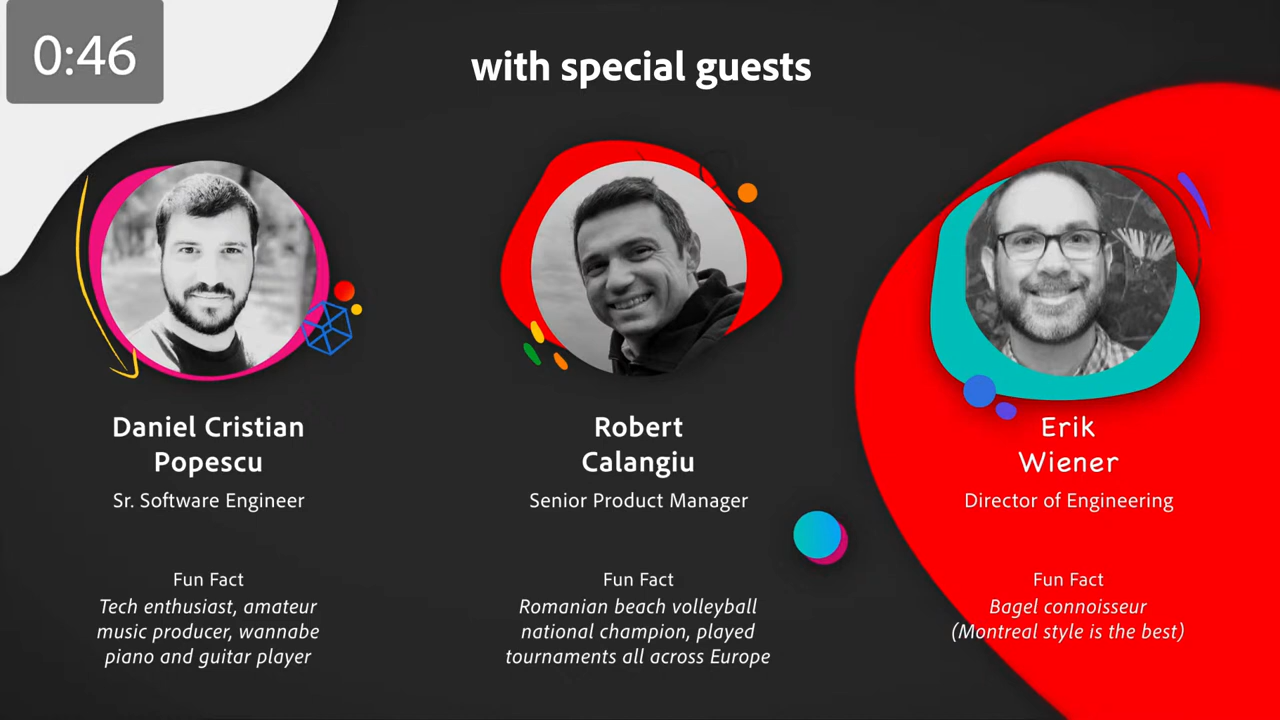 0:46
with special guests
Daniel Cristian
Popescu
Sr. Software Engineer
Fun Fact
Tech enthusiast, amateur
music producer, wannabe
piano and guitar player
Robert
Calangiu
Senior Product Manager
Fun Fact
Romanian beach volleyball
national champion, played
tournaments all across Europe
Erik
Wiener
Director of Engineering
Fun Fact
Bagel connoisseur
(Montreal style is the best)